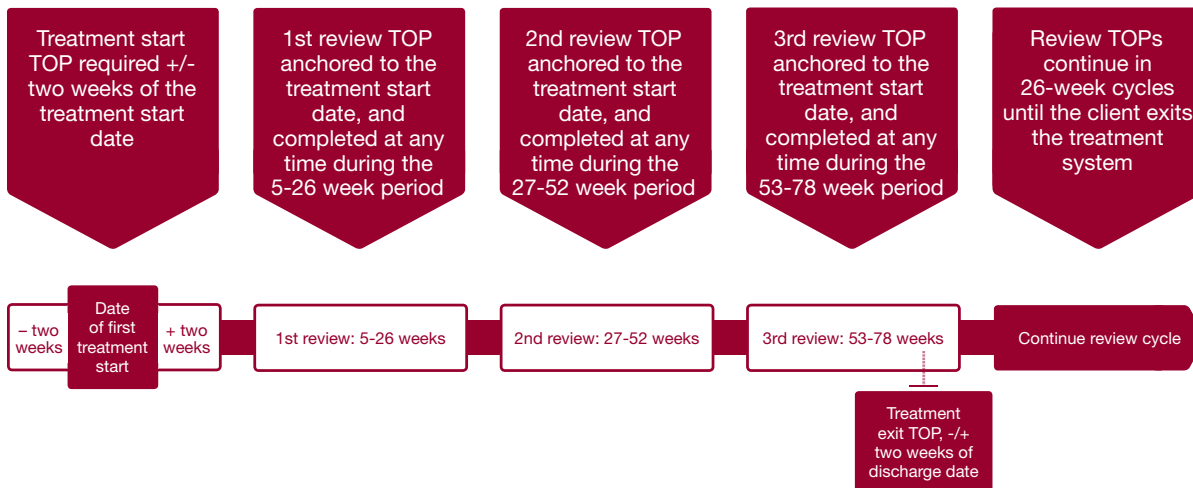 Treatment start
TOP required +/-
two weeks of the
treatment start
date
1st review TOP
anchored to the
treatment start
date, and
completed at any
time during the
5-26 week period
2nd review TOP
anchored to the
treatment start
date, and
completed at any
time during the
27-52 week period
3rd review TOP
anchored to the
treatment start
date, and
completed at any
time during the
53-78 week period
Review TOPs
continue in
26-week cycles
until the client exits
the treatment
system
– two
weeks
Date
of first
treatment
start
+ two
weeks
1st review: 5-26 weeks
2nd review: 27-52 weeks
3rd review: 53-78 weeks
Continue review cycle
Treatment
exit TOP, -/+
two weeks of
discharge date